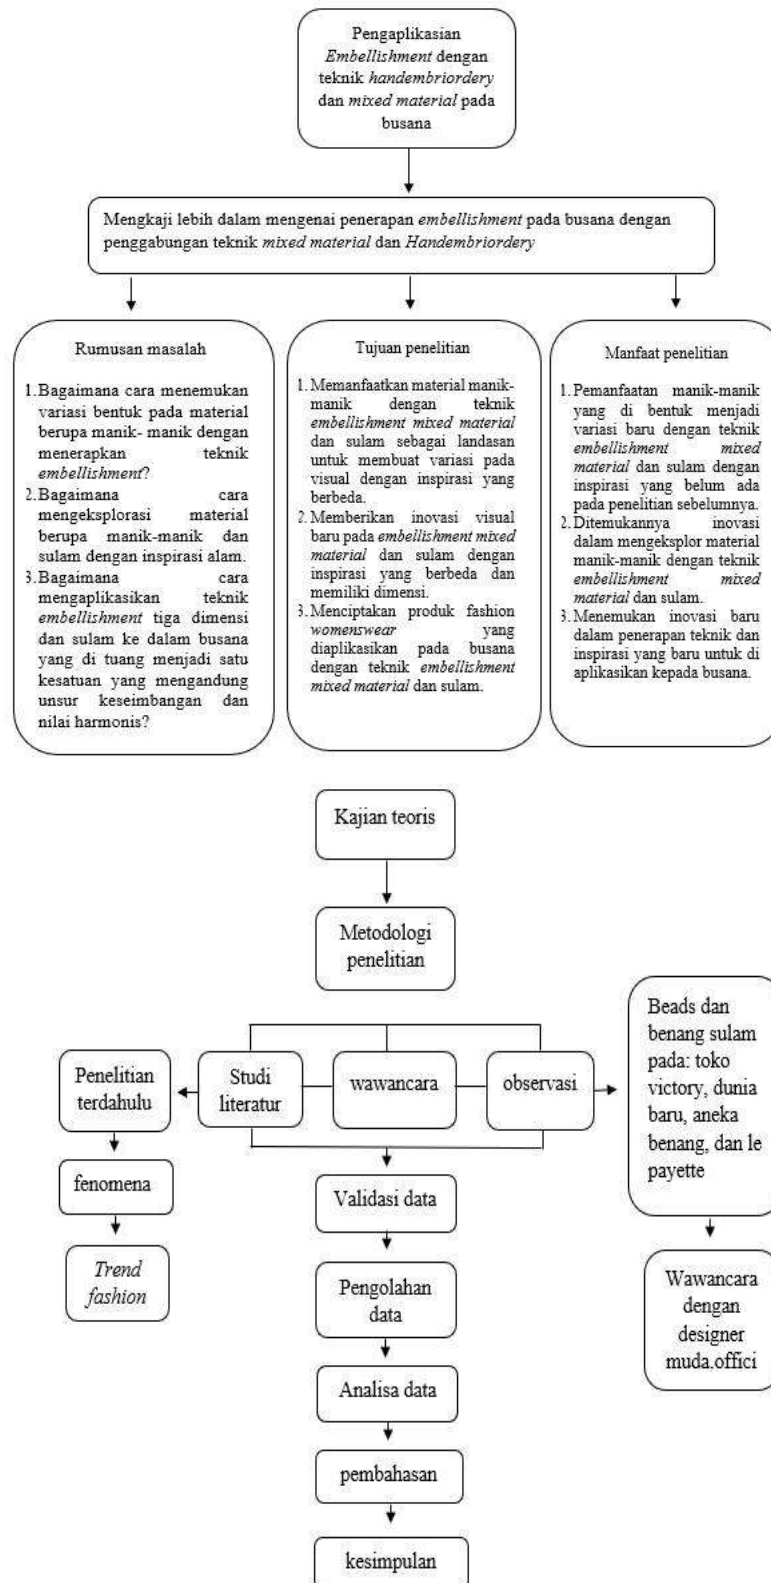 Pengaplikasian
Embellishment dengan
teknik handembriordery
dan mixed material pada
busana
Mengkaji lebih dalam mengenai penerapan embellishment pada busana dengan
penggabungan teknik mixed material dan Handembriordery
Rumusan masalah
1. Bagaimana cara menemukan
variasi bentuk pada material
berupa manik- manik dengan
menerapkan teknik
embellishment?
2. Bagaimana cara
mengeksplorasi material
berupa manik-manik dan
sulam dengan inspirasi alam.
3. Bagaimana cara
mengaplikasikan teknik
embellishment tiga dimensi
dan sulam ke dalam busana
yang di tuang menjadi satu
kesatuan yang mengandung
unsur keseimbangan dan
nilai harmonis?
Tujuan penelitian
1. Memanfaatkan material manik-
manik dengan teknik
embellishment mixed material
dan sulam sebagai landasan
untuk membuat variasi pada
visual dengan inspirasi yang
berbeda.
2. Memberikan inovasi visual
baru pada embellishment mixed
material dan sulam dengan
inspirasi yang berbeda dan
memiliki dimensi.
3. Menciptakan produk fashion
womenswear yang
diaplikasikan pada busana
dengan teknik embellishment
mixed material dan sulam.
Manfaat penelitian
1. Pemanfaatan manik-manik
yang di bentuk menjadi
variasi baru dengan teknik
embellishment mixed
material dan sulam dengan
inspirasi yang belum ada
pada penelitian sebelumnya.
2. Ditemukannya inovasi
dalam mengeksplor material
manik-manik dengan teknik
embellishment mixed
material dan sulam.
3. Menemukan inovasi baru
dalam penerapan teknik dan
inspirasi yang baru untuk di
aplikasikan kepada busana.
Kajian teoris
Metodologi
penelitian
Penelitian
terdahulu
Studi
literatur
wawancara
observasi
Beads dan
benang sulam
pada: toko
victory, dunia
baru, aneka
benang, dan le
payette
fenomena
Trend
fashion
Validasi data
Pengolahan
data
Wawancara
dengan
designer
muda.offici
Analisa data
pembahasan
kesimpulan